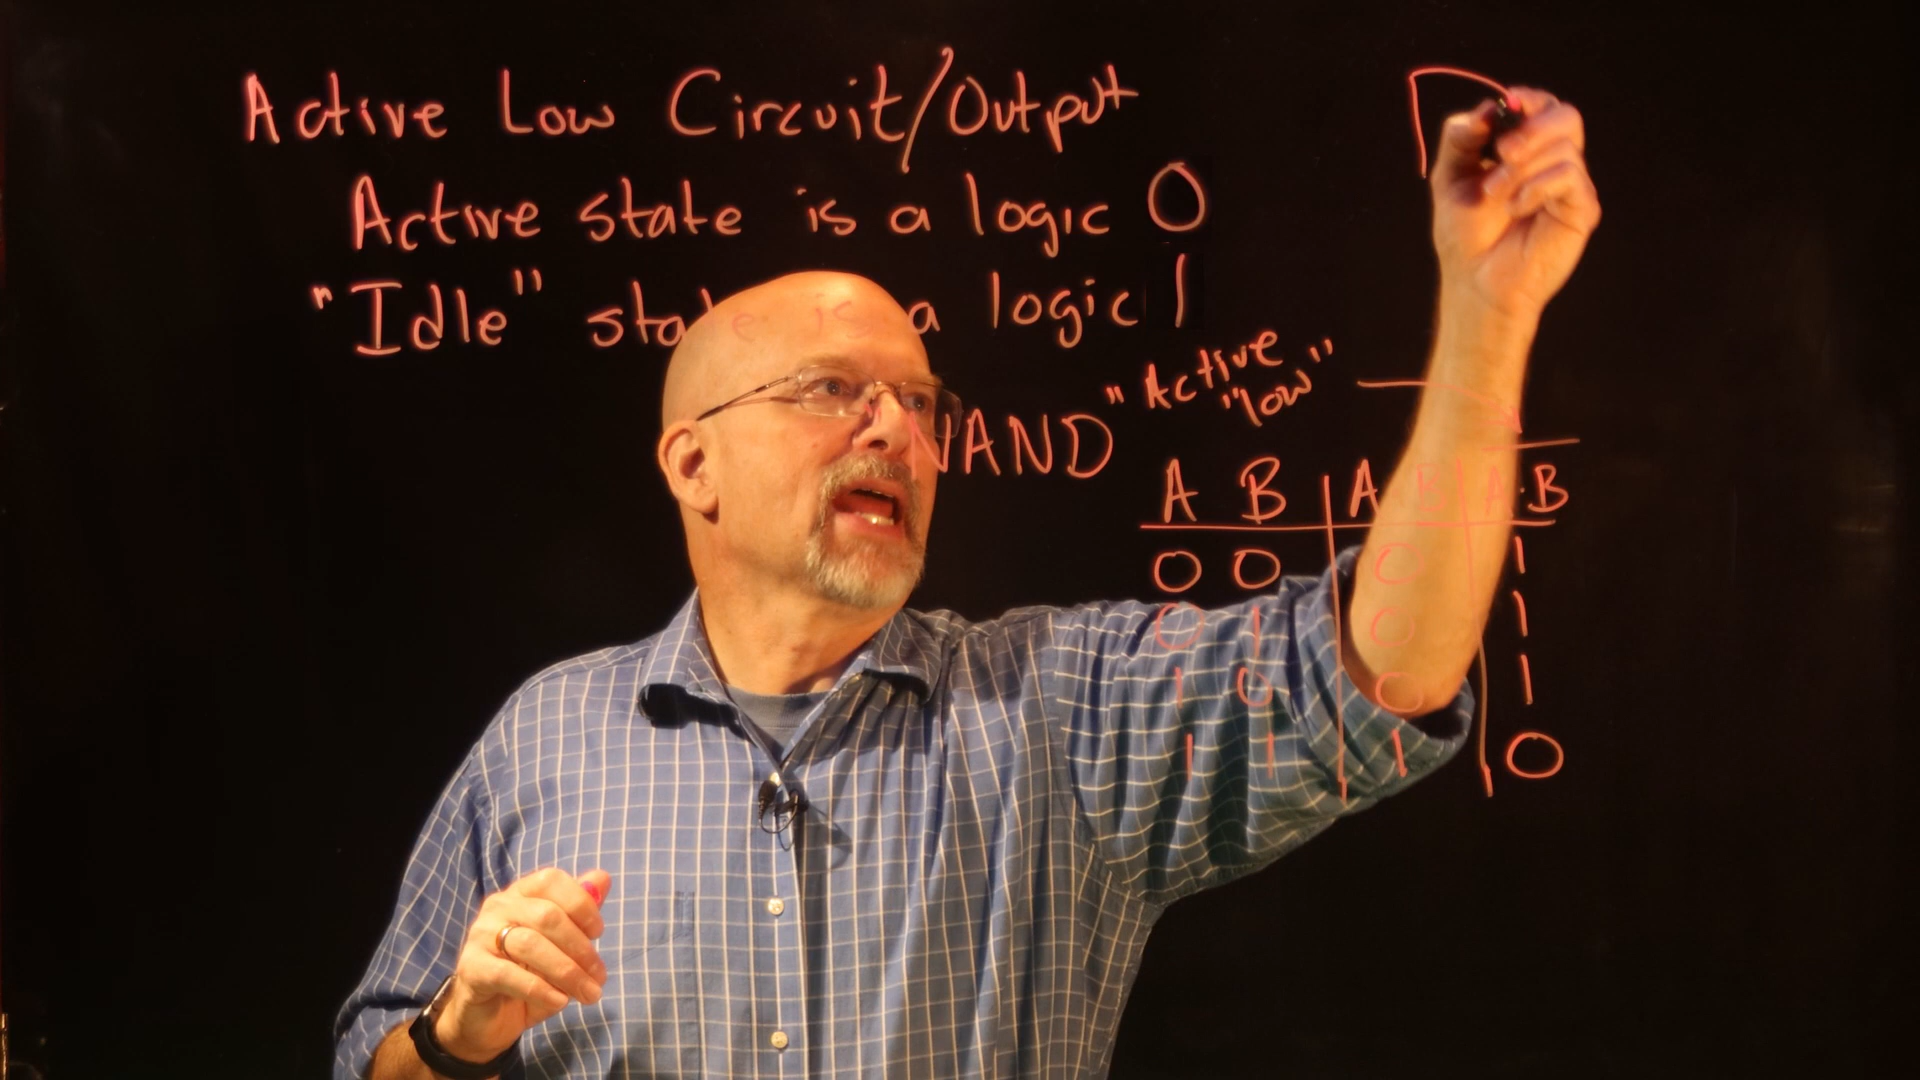 Active Low Circuit/Output
Active state is a logic 0
"Idle" state is a logic 1
"Active
"low"
NAND
A B A B A·B
0 0 0 1
0 1 0 1
1 0 0 1
1 1 1 0